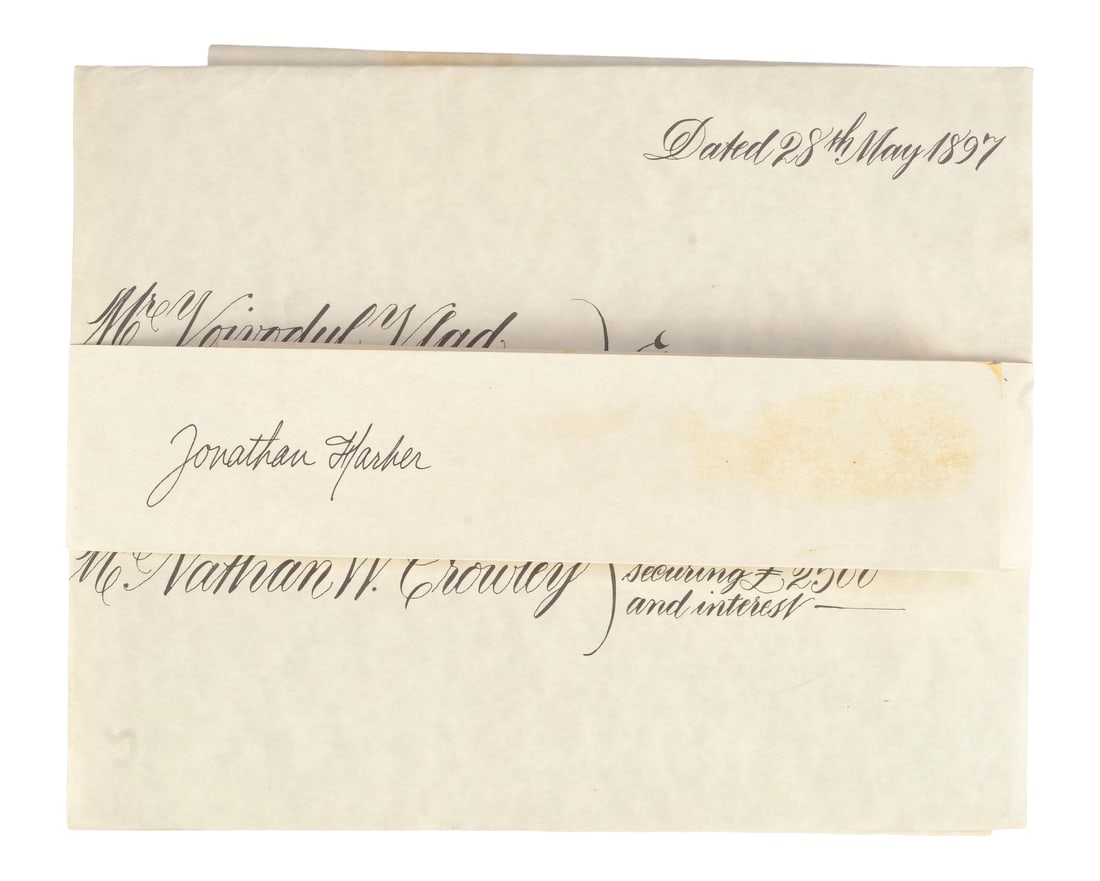 Dated 28th May 1897
Mr Voivodul Vlad
Jonathan Harker
Mr Nathan W. Crowley
securing £2500
and interest